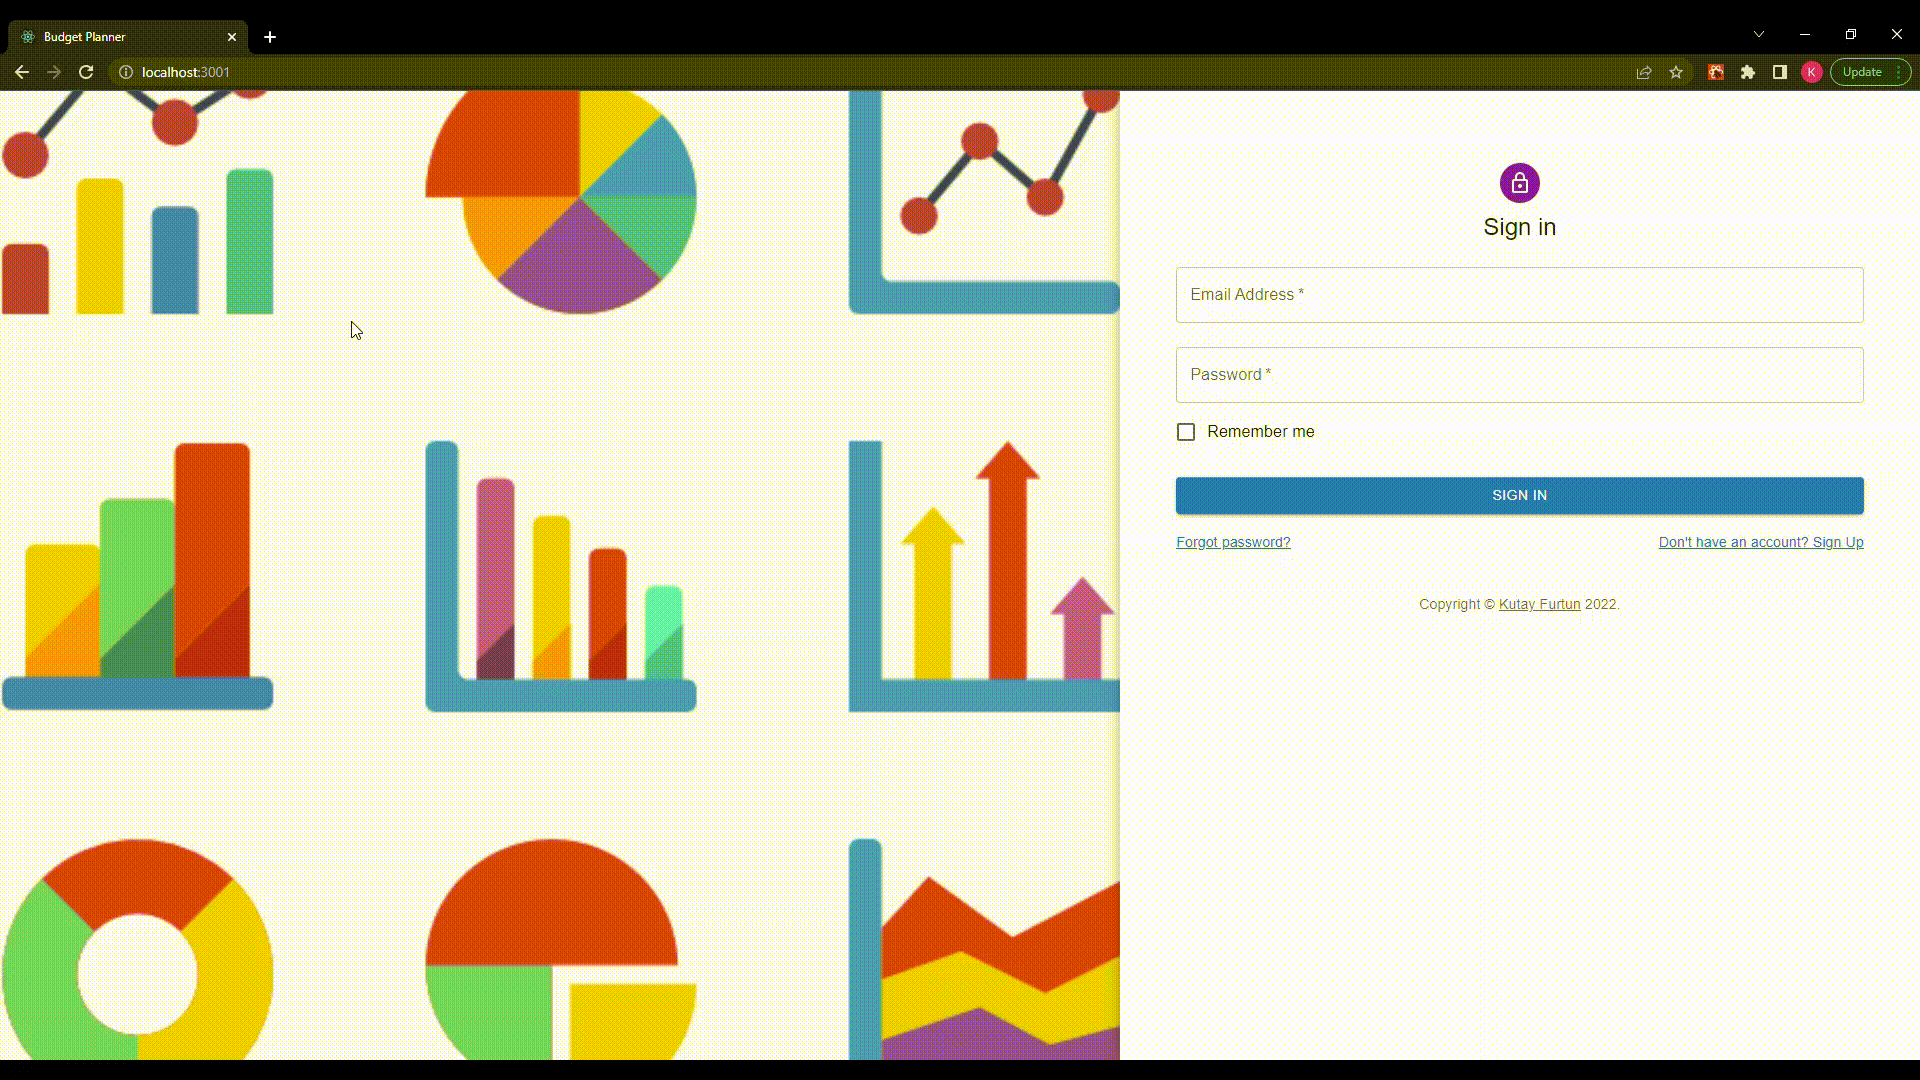 Budget Planner
localhost:3001
K
Update
Sign in
Email Address *
Password *
Remember me
SIGN IN
Forgot password?
Don't have an account? Sign Up
Copyright © Kutay Furtun 2022.